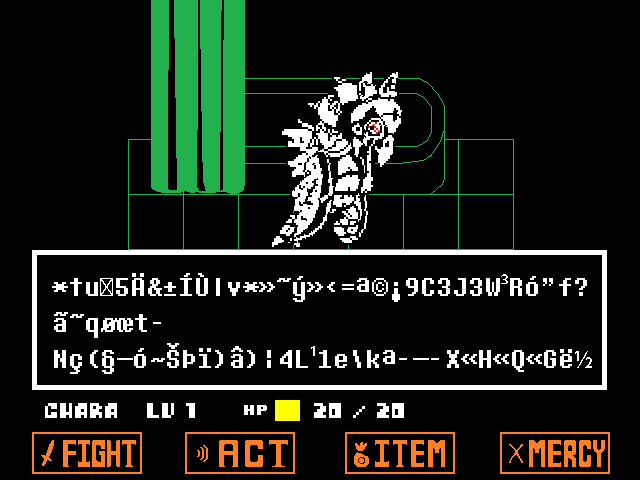 *†u�5Ä&±ÍÙ|v*»~ý»<=ª©¡9C3J3W³Ró”f?
ã~qøœt-
Nç(§—ó~ŠÞï)â)¦4L¹1e\kª-—-X«H«Q«Gë½
CHARA LV 1 HP 20 / 20
FIGHT ACT ITEM MERCY